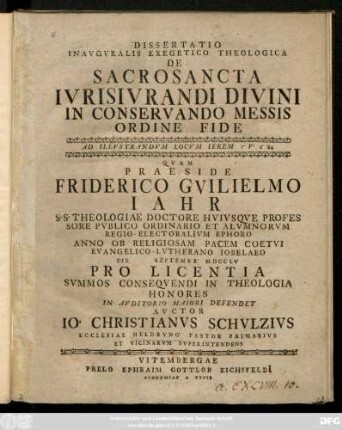 DISSERTATIO
INAVGVRALIS EXEGETICO THEOLOGICA
DE
SACROSANCTA
IVRISIVRANDI DIVINI
IN CONSERVANDO MESSIS
ORDINE FIDE
AD ILLVSTRANDVM LOCVM IEREM
QVAM
PRAESIDE
FRIDERICO GVILIELMO
IAHR
S·S·THEOLOGIAE DOCTORE HVIVSQVE PROFES
SORE PVBLICO ORDINARIO ET ALVMNORVM
REGIO-ELECTORALIVM EPHORO
ANNO OB RELIGIOSAM PACEM COETVI
EVANGELICO-LVTHERANO IOBELAEO
DIE SEPTEMBR MDCCLV
PRO LICENTIA
SVMMOS CONSEQVENDI IN THEOLOGIA
HONORES
IN AVDITORIO MAIORI DEFENDET
AVCTOR
IO· CHRISTIANVS SCHVLZIVS
ECCLESIAE HELDRVNG PASTOR PRIMARIVS
ET VICINARVM SVPERINTENDENS
VITEMBERGAE
PRELO EPHRAIM GOTTLOB EICHSFELDI
ACADEMIAE A TYPIS